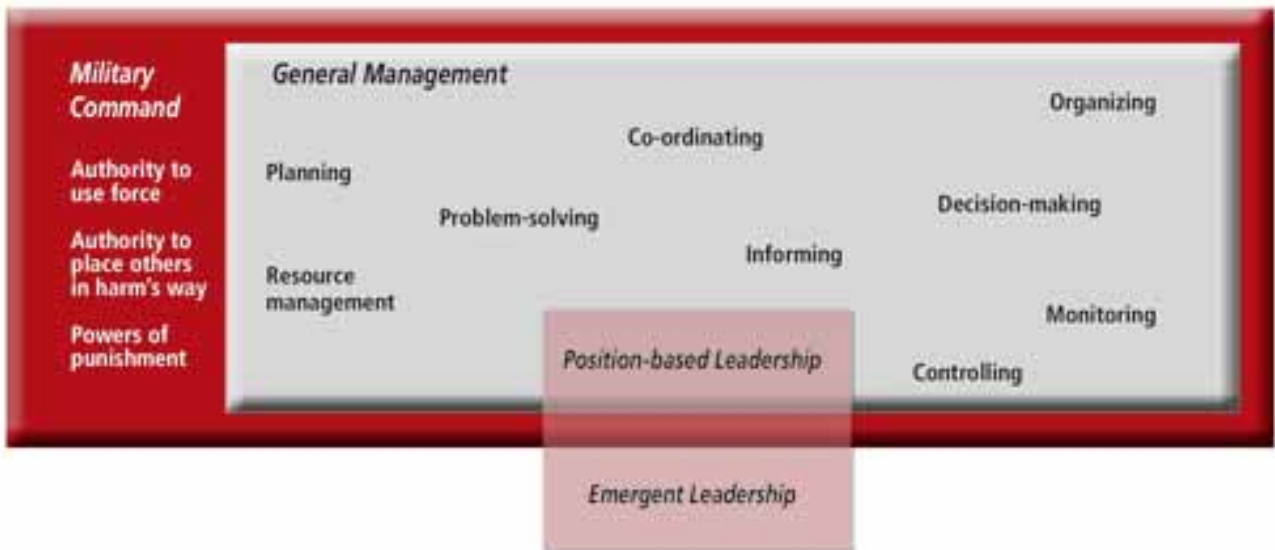 Military
Command
Authority to
use force
Authority to
place others
in harm's way
Powers of
punishment
General Management
Organizing
Co-ordinating
Planning
Decision-making
Problem-solving
Informing
Resource
management
Monitoring
Position-based Leadership
Controlling
Emergent Leadership